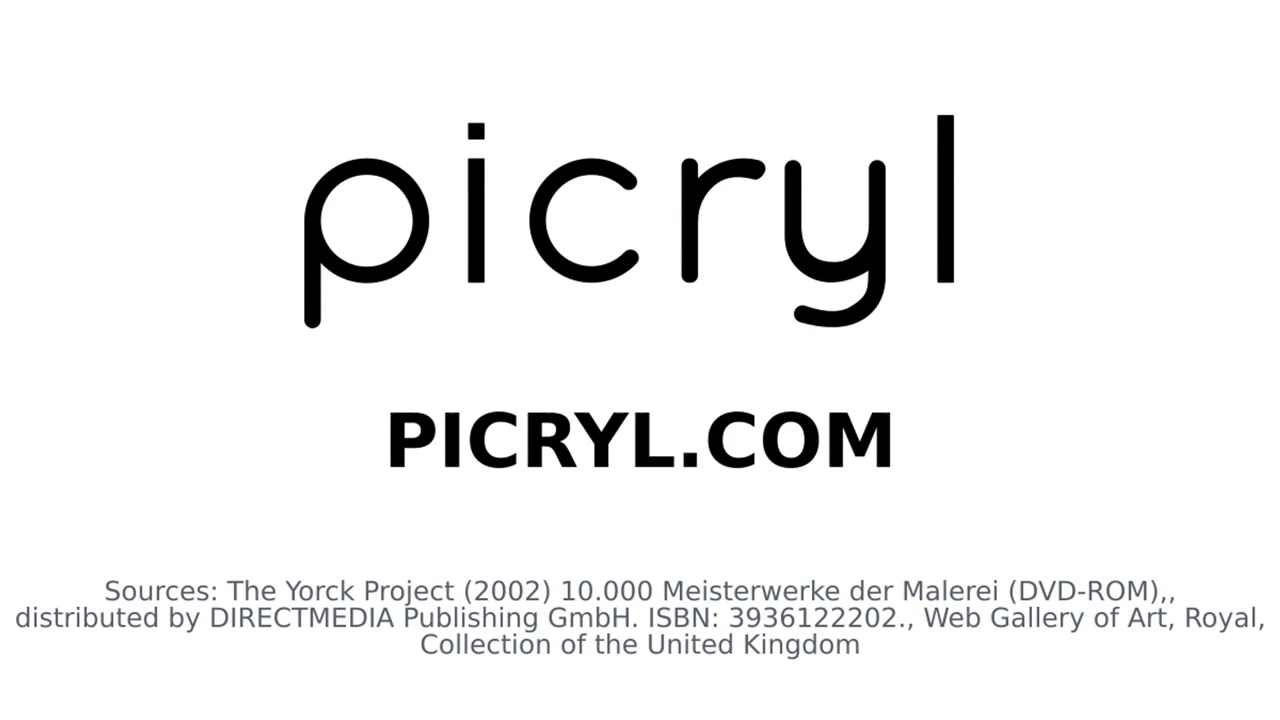 picryl
PICRYL.COM
Sources: The Yorck Project (2002) 10.000 Meisterwerke der Malerei (DVD-ROM),,
distributed by DIRECTMEDIA Publishing GmbH. ISBN: 3936122202., Web Gallery of Art, Royal,
Collection of the United Kingdom